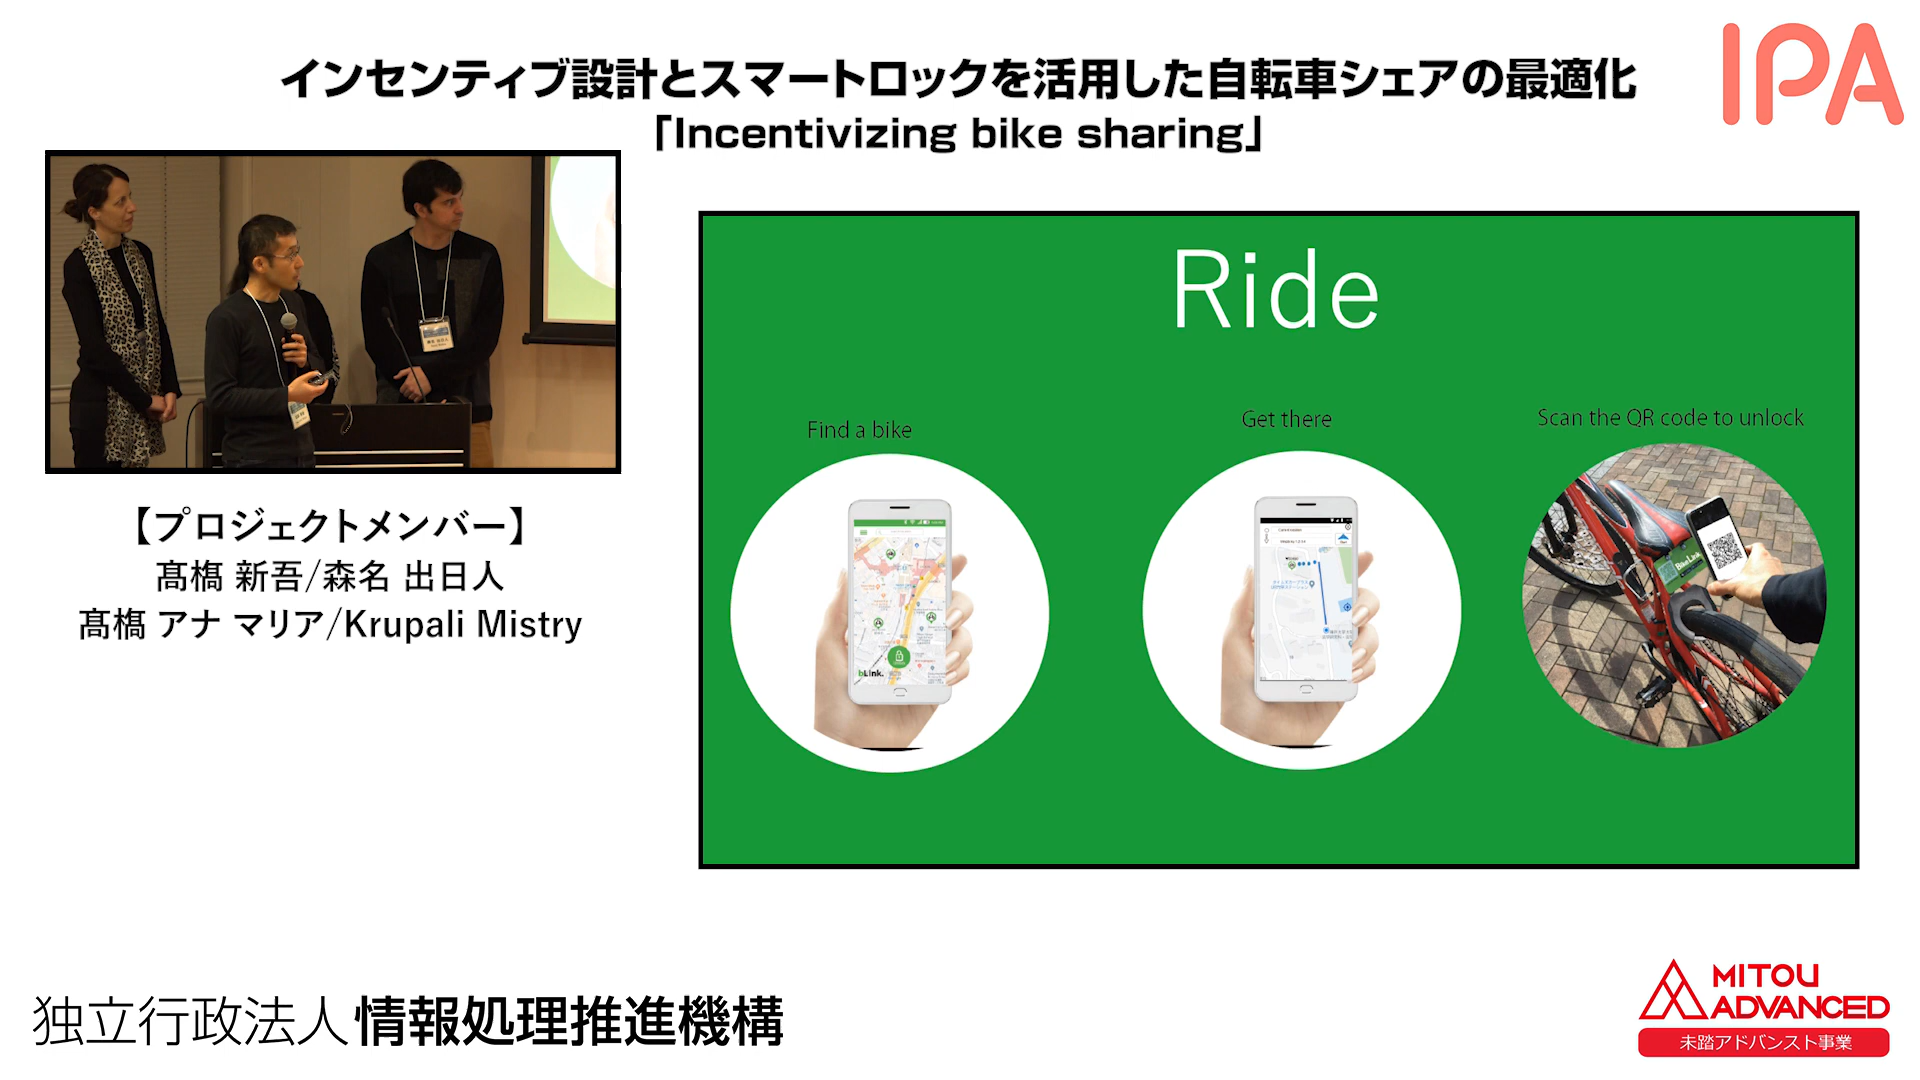 インセンティブ設計とスマートロックを活用した自転車シェアの最適化
「Incentivizing bike sharing」
IPA
【プロジェクトメンバー】
髙橋 新吾/森名 出日人
髙橋 アナ マリア/Krupali Mistry
Ride
Find a bike
Get there
Scan the QR code to unlock
bLink.
BLink
独立行政法人情報処理推進機構
MITOU
ADVANCED
未踏アドバンスト事業